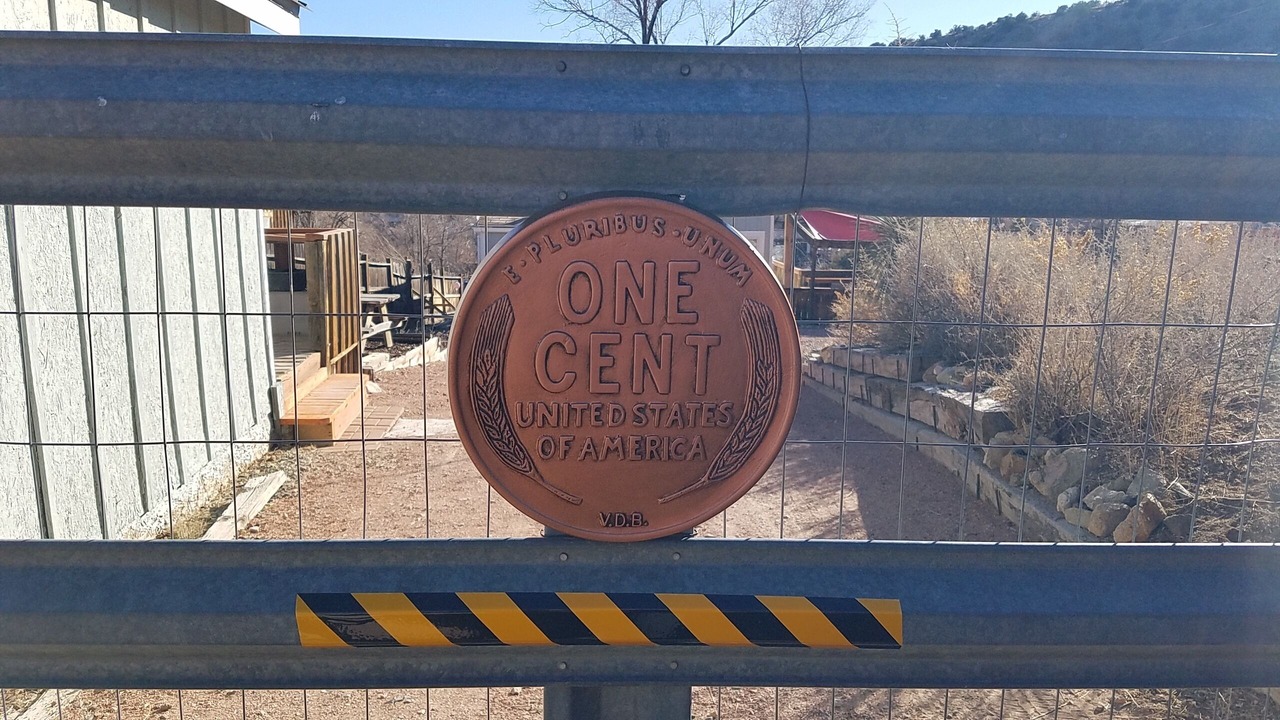 E·PLURIBUS·UNUM
ONE
CENT
UNITED STATES
OF AMERICA
V.D.B.